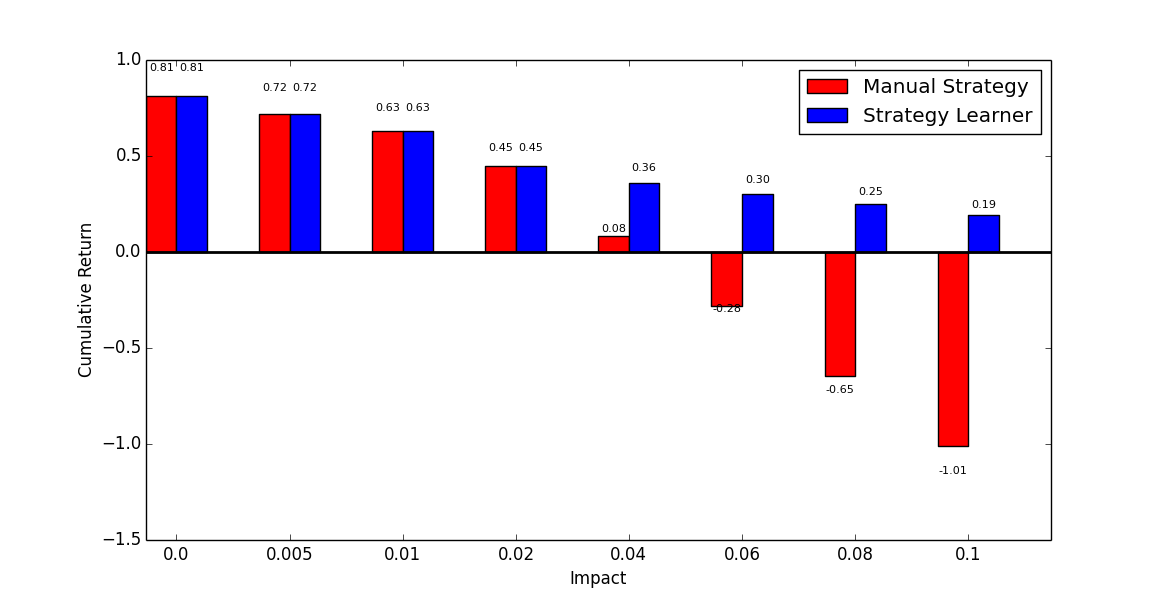 Manual Strategy
Strategy Learner
Cumulative Return
1.0
0.5
0.0
−0.5
−1.0
−1.5
0.81 0.81
0.72 0.72
0.63 0.63
0.45 0.45
0.08 0.36
-0.28 0.30
-0.65 0.25
-1.01 0.19
0.0 0.005 0.01 0.02 0.04 0.06 0.08 0.1
Impact